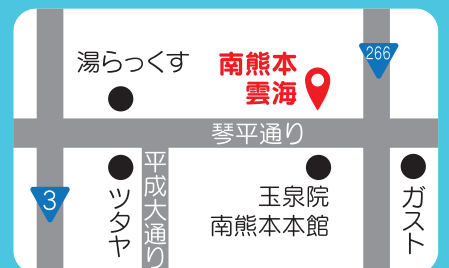 湯らっくす
南熊本
雲海
266
琴平通り
3
ツタヤ
平成大通り
玉泉院
南熊本本館
ガスト